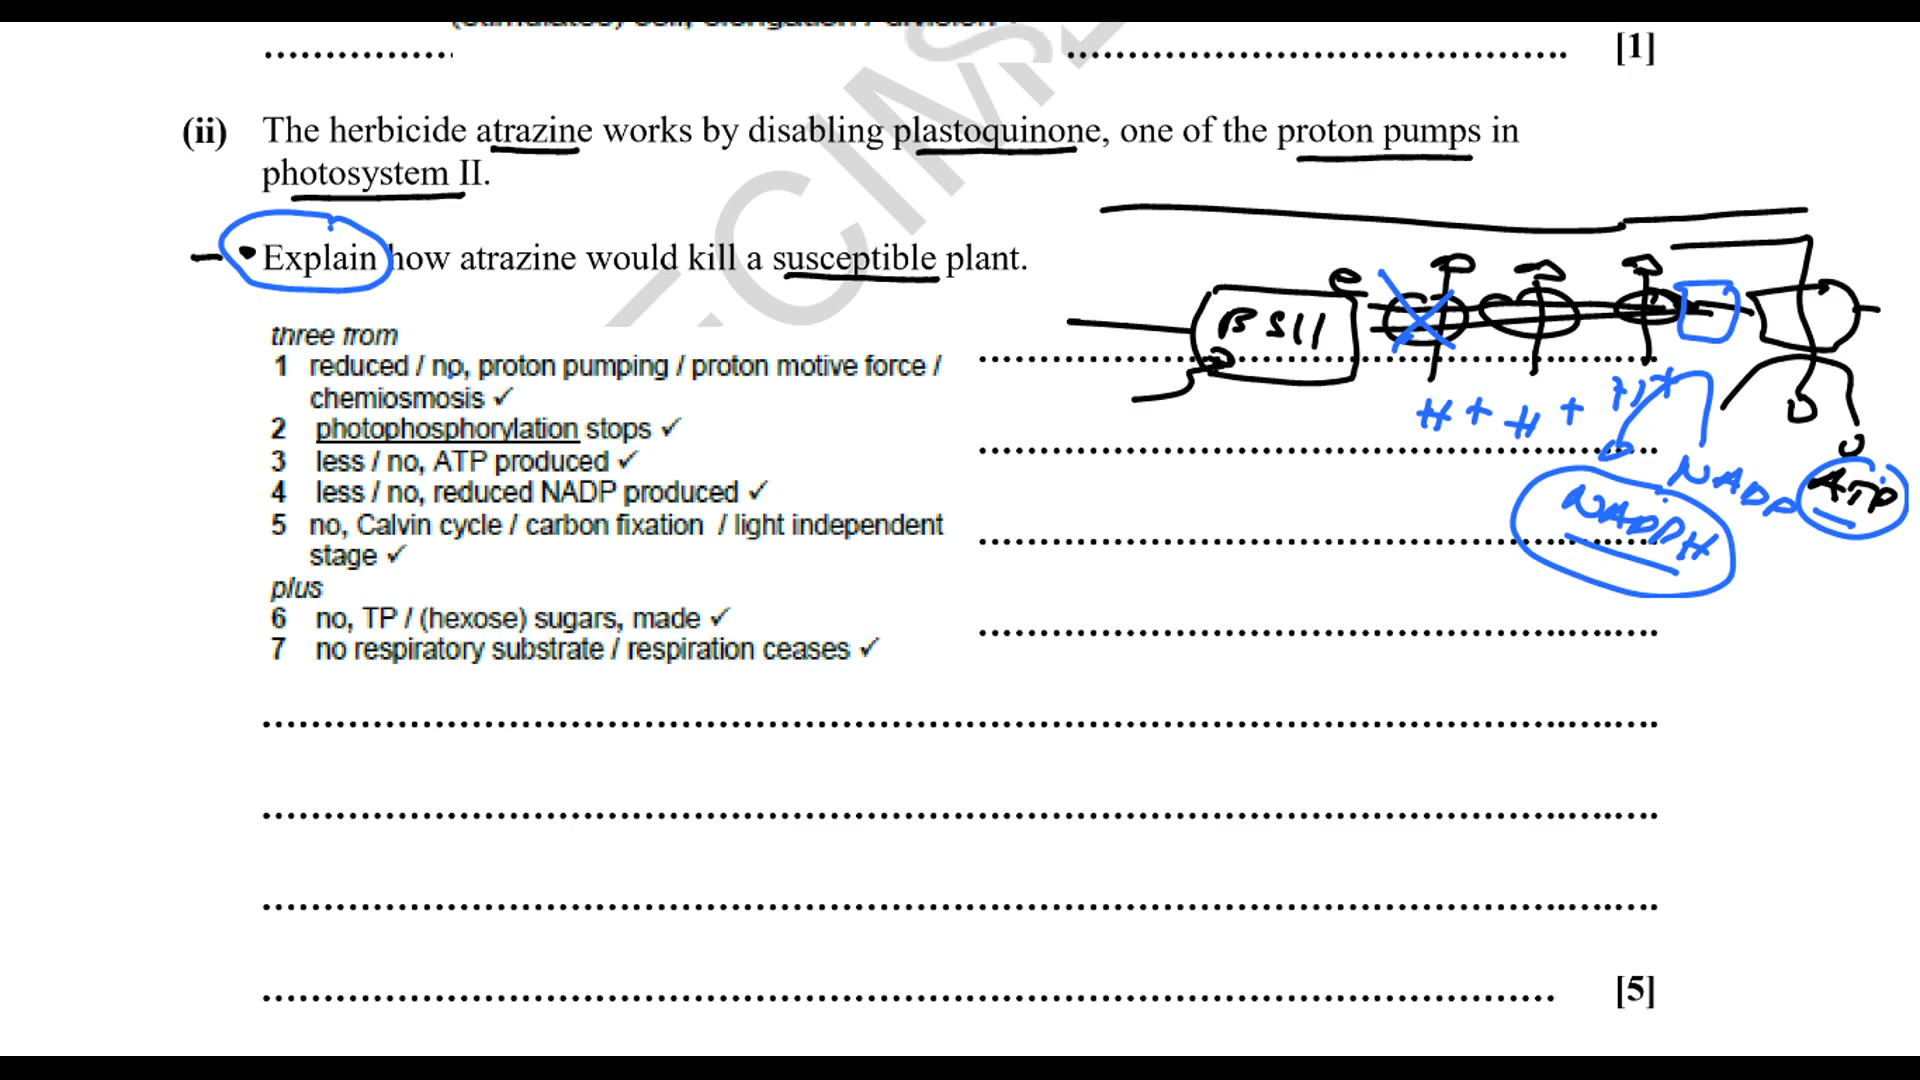 [1]
(ii) The herbicide atrazine works by disabling plastoquinone, one of the proton pumps in
photosystem II.
Explain how atrazine would kill a susceptible plant.
three from
1 reduced / no, proton pumping / proton motive force /
chemiosmosis ✓
2 photophosphorylation stops ✓
3 less / no, ATP produced ✓
4 less / no, reduced NADP produced ✓
5 no, Calvin cycle / carbon fixation / light independent
stage ✓
plus
6 no, TP / (hexose) sugars, made ✓
7 no respiratory substrate / respiration ceases ✓
e
PSII
H+ H+ H+
NADP
ATP
NADPH
[5]